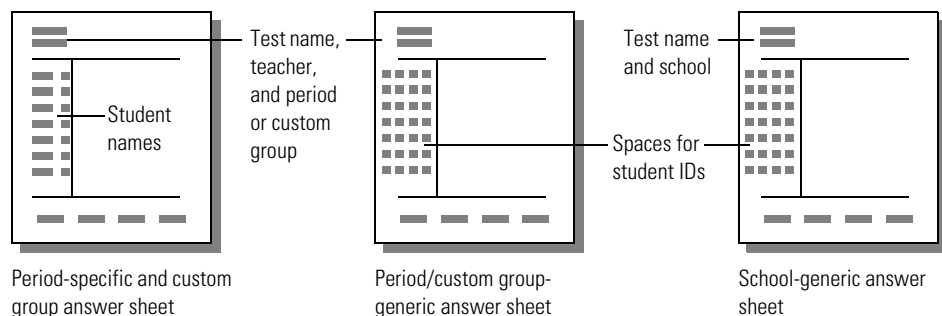 Test name,
teacher,
and period
or custom
group
Test name
and school
Student
names
Spaces for
student IDs
Period-specific and custom
group answer sheet
Period/custom group-
generic answer sheet
School-generic answer
sheet